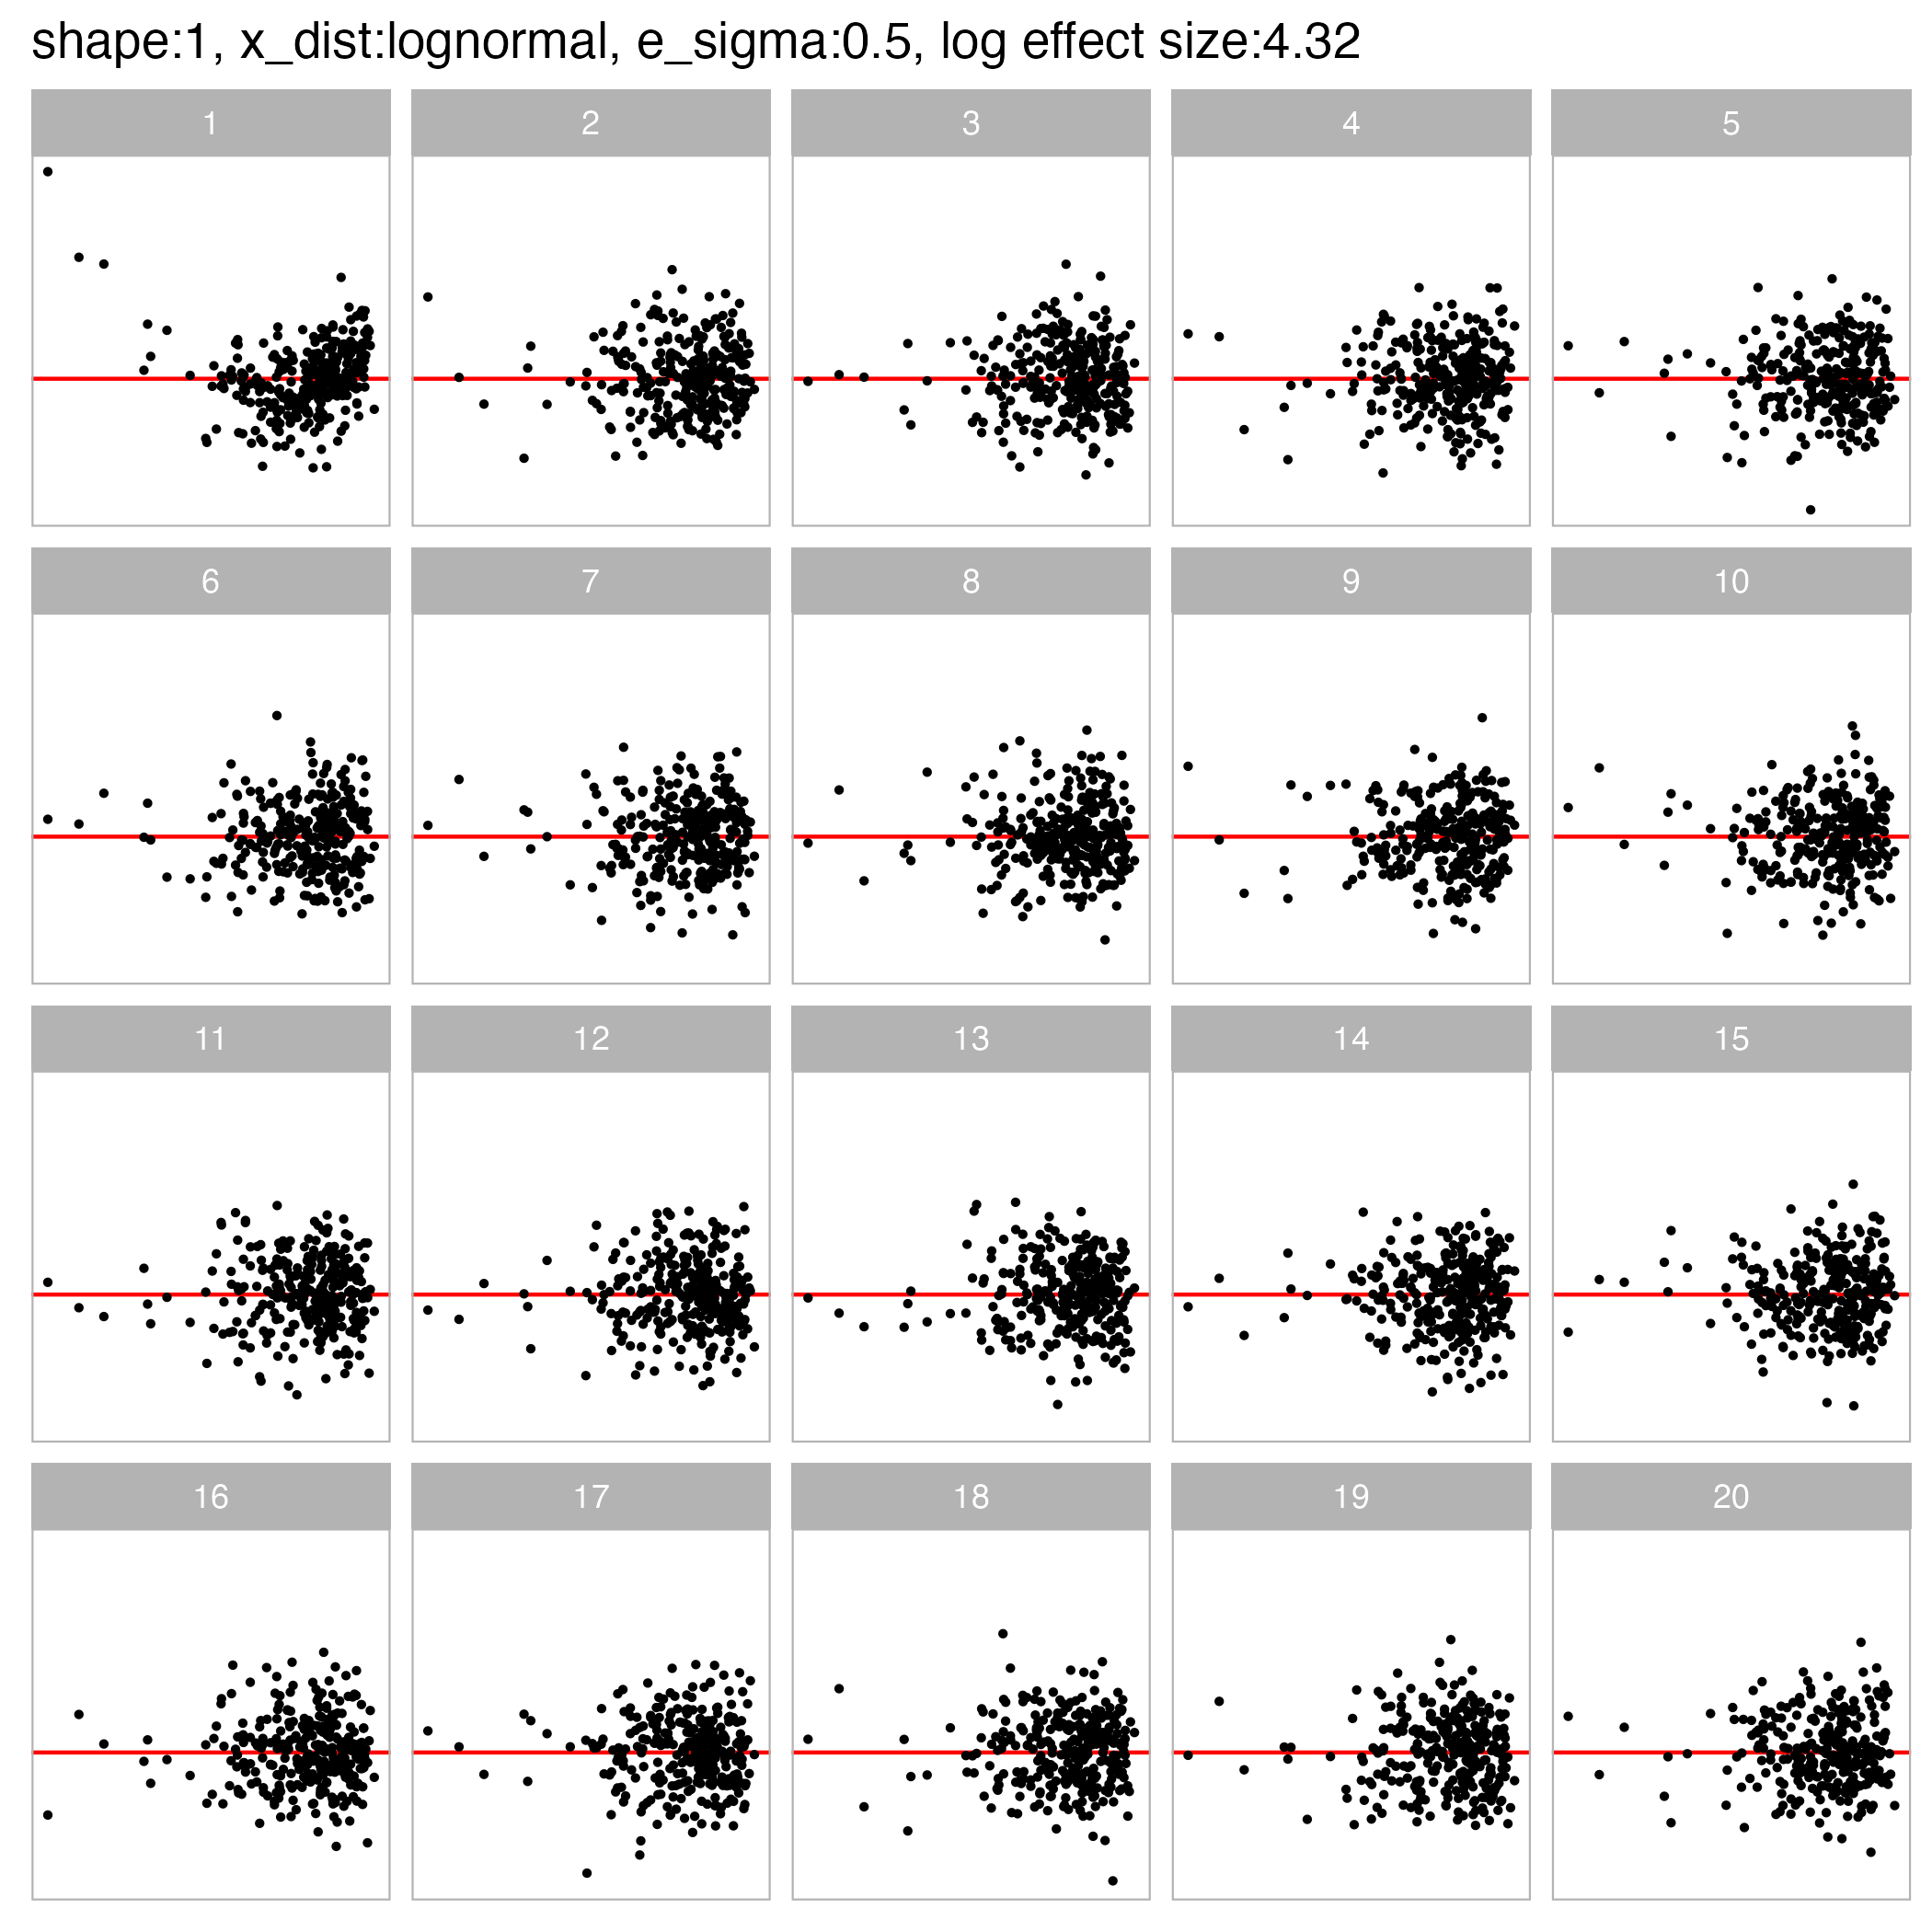 shape:1, x_dist:lognormal, e_sigma:0.5, log effect size:4.32
1 2 3 4 5
6 7 8 9 10
11 12 13 14 15
16 17 18 19 20